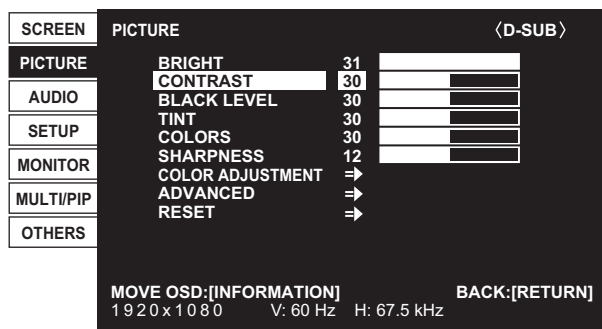 SCREEN
PICTURE
AUDIO
SETUP
MONITOR
MULTI/PIP
OTHERS
PICTURE 〈D-SUB〉
BRIGHT 31
CONTRAST 30
BLACK LEVEL 30
TINT 30
COLORS 30
SHARPNESS 12
COLOR ADJUSTMENT
ADVANCED
RESET
MOVE OSD:[INFORMATION] BACK:[RETURN]
1920x1080 V: 60 Hz H: 67.5 kHz